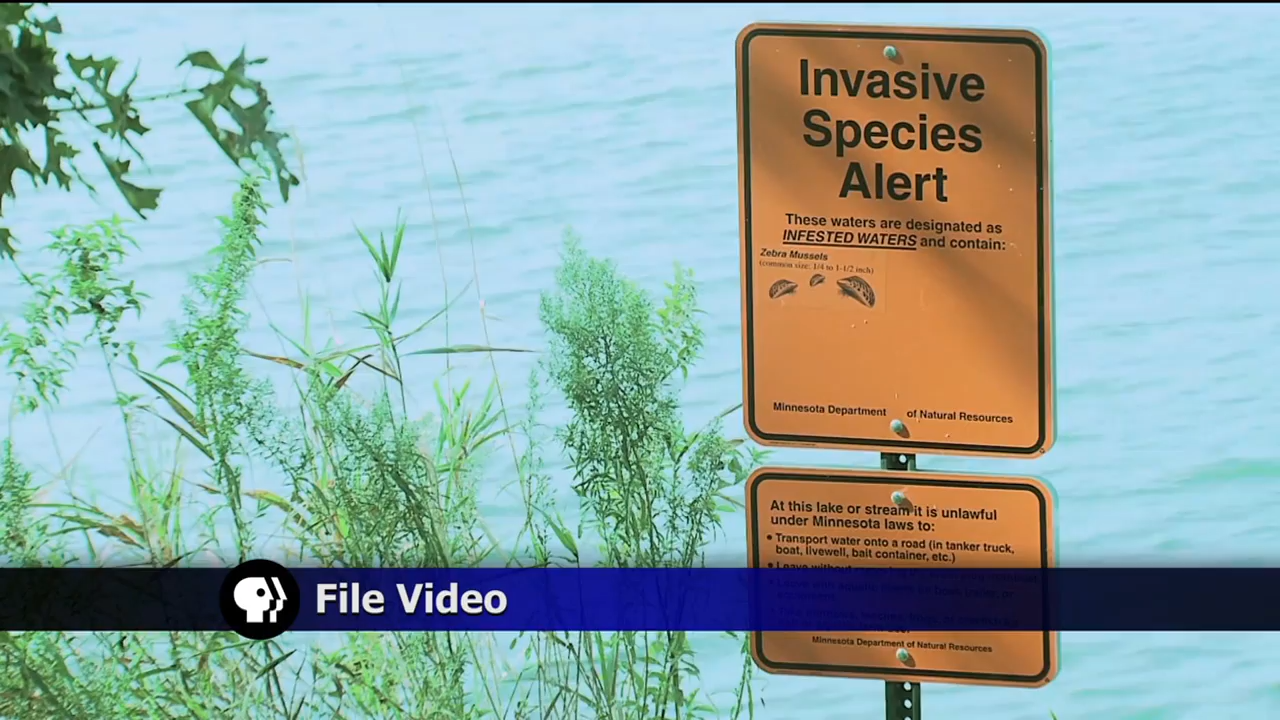 Invasive
Species
Alert
These waters are designated as
INFESTED WATERS and contain:
Zebra Mussels
(common size: 1/4 to 1-1/2 inch)
Minnesota Department of Natural Resources
At this lake or stream it is unlawful
under Minnesota laws to:
• Transport water onto a road (in tanker truck,
boat, livewell, bait container, etc.)
• Leave without
File Video
Minnesota Department of Natural Resources